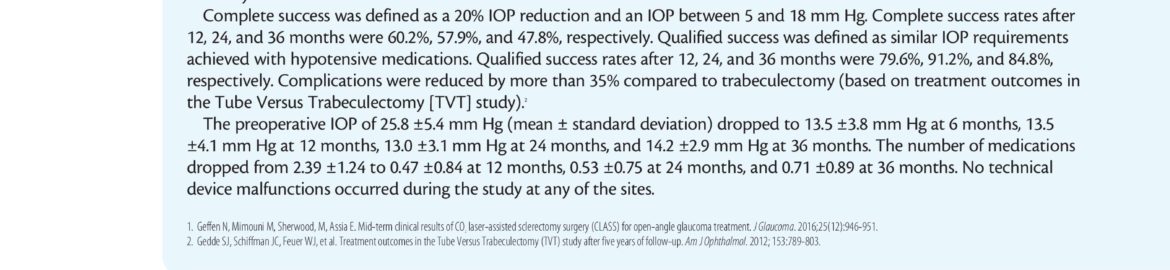 Complete success was defined as a 20% IOP reduction and an IOP between 5 and 18 mm Hg. Complete success rates after
12, 24, and 36 months were 60.2%, 57.9%, and 47.8%, respectively. Qualified success was defined as similar IOP requirements
achieved with hypotensive medications. Qualified success rates after 12, 24, and 36 months were 79.6%, 91.2%, and 84.8%,
respectively. Complications were reduced by more than 35% compared to trabeculectomy (based on treatment outcomes in
the Tube Versus Trabeculectomy [TVT] study).²
The preoperative IOP of 25.8 ±5.4 mm Hg (mean ± standard deviation) dropped to 13.5 ±3.8 mm Hg at 6 months, 13.5
±4.1 mm Hg at 12 months, 13.0 ±3.1 mm Hg at 24 months, and 14.2 ±2.9 mm Hg at 36 months. The number of medications
dropped from 2.39 ±1.24 to 0.47 ±0.84 at 12 months, 0.53 ±0.75 at 24 months, and 0.71 ±0.89 at 36 months. No technical
device malfunctions occurred during the study at any of the sites.
1. Geffen N, Mimouni M, Sherwood, M, Assia E. Mid-term clinical results of CO₂ laser-assisted sclerectomy surgery (CLASS) for open-angle glaucoma treatment. J Glaucoma. 2016;25(12):946-951.
2. Gedde SJ, Schiffman JC, Feuer WJ, et al. Treatment outcomes in the Tube Versus Trabeculectomy (TVT) study after five years of follow-up. Am J Ophthalmol. 2012; 153:789-803.